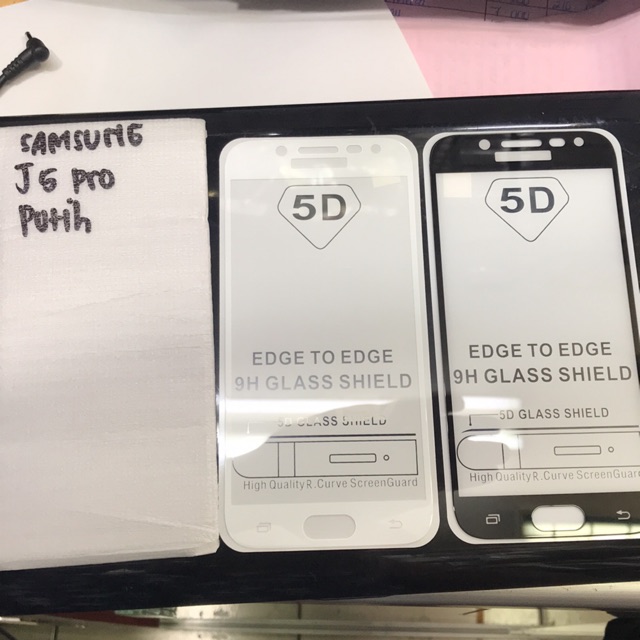 SAMSUNG
J5 pro
Putih
5D
EDGE TO EDGE
9H GLASS SHIELD
5D GLASS SHIELD
High Quality R. Curve ScreenGuard
5D
EDGE TO EDGE
9H GLASS SHIELD
5D GLASS SHIELD
High Quality R. Curve ScreenGuard